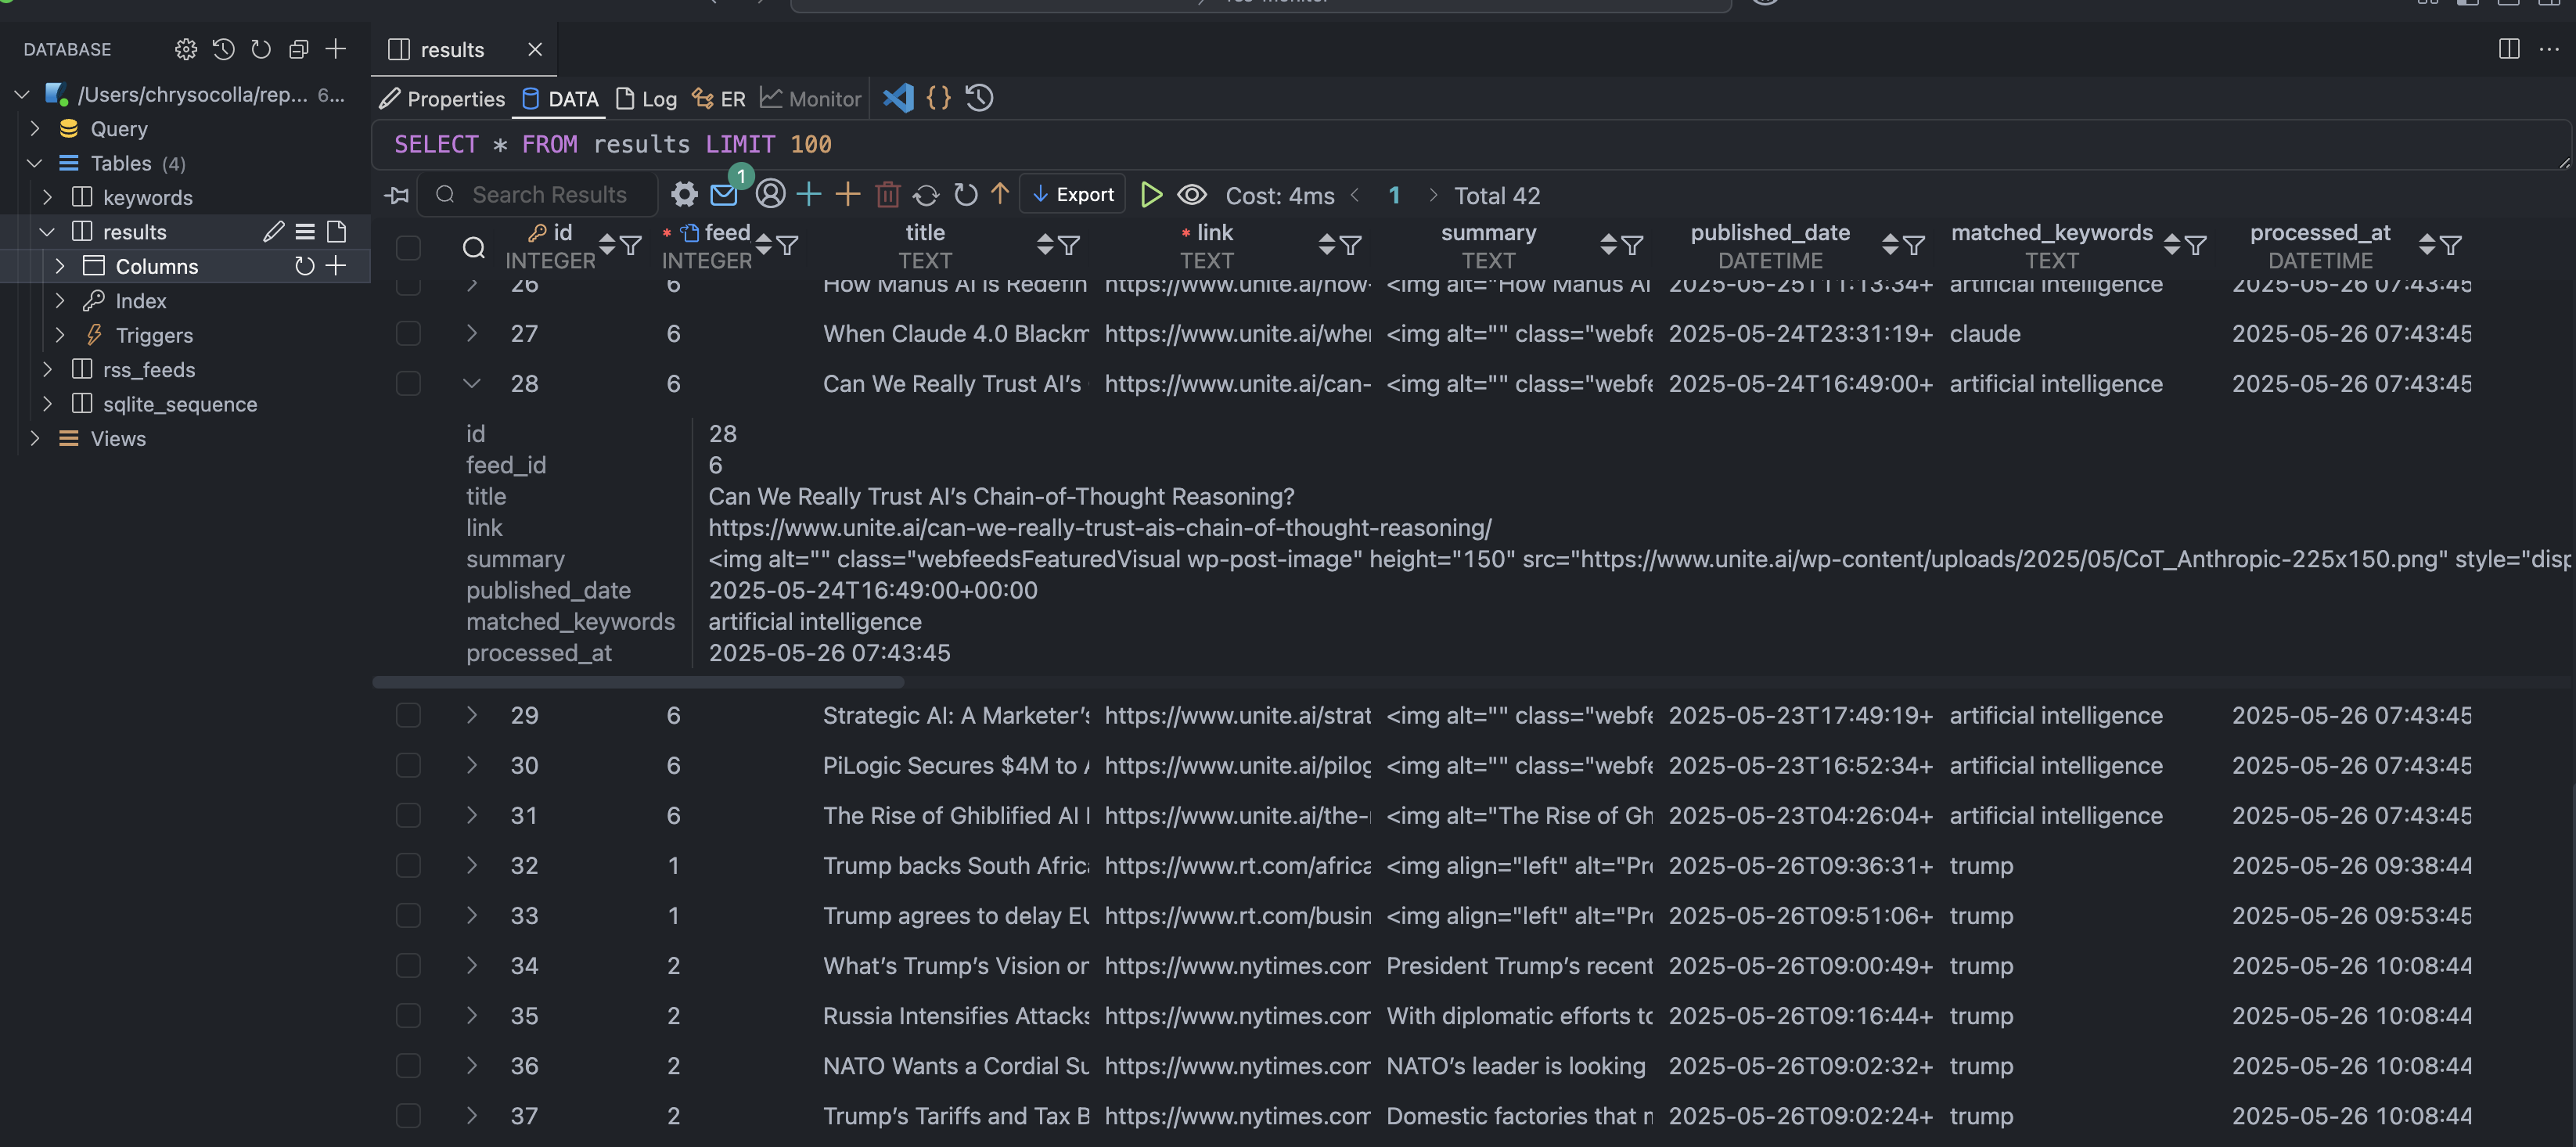 DATABASE
results
/Users/chrysocolla/rep... 6...
Query
Tables (4)
keywords
results
Columns
Index
Triggers
rss_feeds
sqlite_sequence
Views
Properties DATA Log ER Monitor
SELECT * FROM results LIMIT 100
Search Results 1 Export Cost: 4ms 1 Total 42
id * feed title * link summary published_date matched_keywords processed_at
INTEGER INTEGER TEXT TEXT TEXT DATETIME TEXT DATETIME
26 6 How Manus AI is Redefin https://www.unite.ai/how- <img alt="How Manus AI 2025-05-25T11:13:34+ artificial intelligence 2025-05-26 07:43:45
27 6 When Claude 4.0 Blackm https://www.unite.ai/whe <img alt="" class="webfe 2025-05-24T23:31:19+ claude 2025-05-26 07:43:45
28 6 Can We Really Trust AI’s https://www.unite.ai/can- <img alt="" class="webfe 2025-05-24T16:49:00+ artificial intelligence 2025-05-26 07:43:45
id 28
feed_id 6
title Can We Really Trust AI’s Chain-of-Thought Reasoning?
link https://www.unite.ai/can-we-really-trust-ais-chain-of-thought-reasoning/
summary <img alt="" class="webfeedsFeaturedVisual wp-post-image" height="150" src="https://www.unite.ai/wp-content/uploads/2025/05/CoT_Anthropic-225x150.png" style="disp
published_date 2025-05-24T16:49:00+00:00
matched_keywords artificial intelligence
processed_at 2025-05-26 07:43:45
29 6 Strategic AI: A Marketer’s https://www.unite.ai/strat <img alt="" class="webfe 2025-05-23T17:49:19+ artificial intelligence 2025-05-26 07:43:45
30 6 PiLogic Secures $4M to A https://www.unite.ai/pilog <img alt="" class="webfe 2025-05-23T16:52:34+ artificial intelligence 2025-05-26 07:43:45
31 6 The Rise of Ghiblified AI https://www.unite.ai/the- <img alt="The Rise of Gh 2025-05-23T04:26:04+ artificial intelligence 2025-05-26 07:43:45
32 1 Trump backs South Africa https://www.rt.com/africa <img align="left" alt="Pre 2025-05-26T09:36:31+ trump 2025-05-26 09:38:44
33 1 Trump agrees to delay EU https://www.rt.com/busin <img align="left" alt="Pre 2025-05-26T09:51:06+ trump 2025-05-26 09:53:45
34 2 What’s Trump’s Vision or https://www.nytimes.com President Trump’s recent 2025-05-26T09:00:49+ trump 2025-05-26 10:08:44
35 2 Russia Intensifies Attacks https://www.nytimes.com With diplomatic efforts to 2025-05-26T09:16:44+ trump 2025-05-26 10:08:44
36 2 NATO Wants a Cordial Su https://www.nytimes.com NATO’s leader is looking 2025-05-26T09:02:32+ trump 2025-05-26 10:08:44
37 2 Trump’s Tariffs and Tax B https://www.nytimes.com Domestic factories that 2025-05-26T09:02:24+ trump 2025-05-26 10:08:44